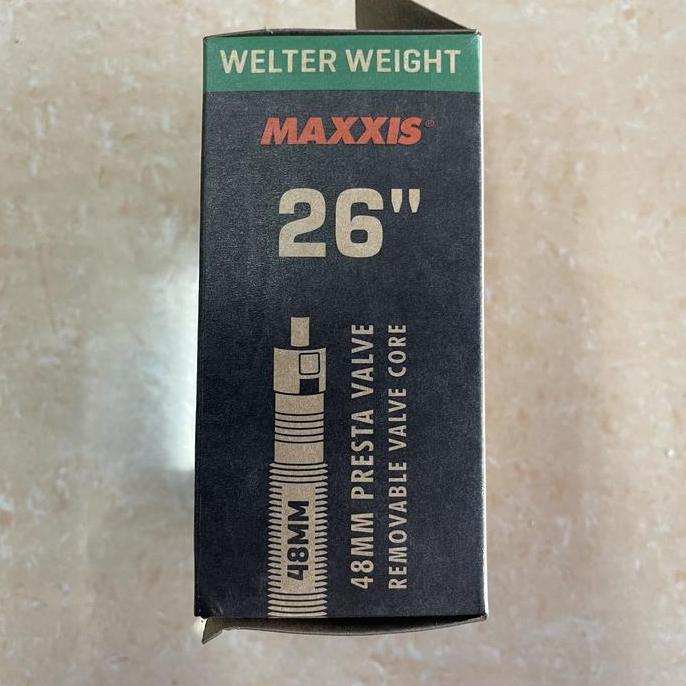 WELTER WEIGHT
MAXXIS®
26"
48MM
48MM PRESTA VALVE
REMOVABLE VALVE CORE